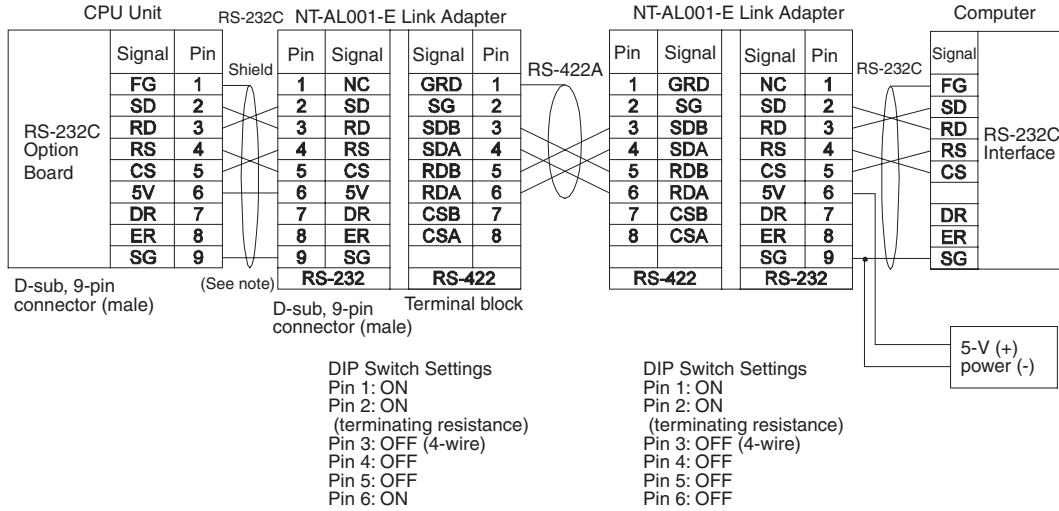 CPU Unit
RS-232C
NT-AL001-E Link Adapter
NT-AL001-E Link Adapter
Computer
RS-232C
Option
Board
Signal Pin
FG 1
SD 2
RD 3
RS 4
CS 5
5V 6
DR 7
ER 8
SG 9
D-sub, 9-pin
connector (male)
Shield
(See note)
Pin Signal
1 NC
2 SD
3 RD
4 RS
5 CS
6 5V
7 DR
8 ER
9 SG
RS-232
D-sub, 9-pin
connector (male)
Signal Pin
GRD 1
SG 2
SDB 3
SDA 4
RDB 5
RDA 6
CSB 7
CSA 8
RS-422
Terminal block
RS-422A
Pin Signal
1 GRD
2 SG
3 SDB
4 SDA
5 RDB
6 RDA
7 CSB
8 CSA
RS-422
Signal Pin
NC 1
SD 2
RD 3
RS 4
CS 5
5V 6
DR 7
ER 8
SG 9
RS-232
RS-232C
Signal
FG
SD
RD
RS
CS
DR
ER
SG
RS-232C
Interface
5-V (+)
power (-)
DIP Switch Settings
Pin 1: ON
Pin 2: ON
(terminating resistance)
Pin 3: OFF (4-wire)
Pin 4: OFF
Pin 5: OFF
Pin 6: ON
DIP Switch Settings
Pin 1: ON
Pin 2: ON
(terminating resistance)
Pin 3: OFF (4-wire)
Pin 4: OFF
Pin 5: OFF
Pin 6: OFF